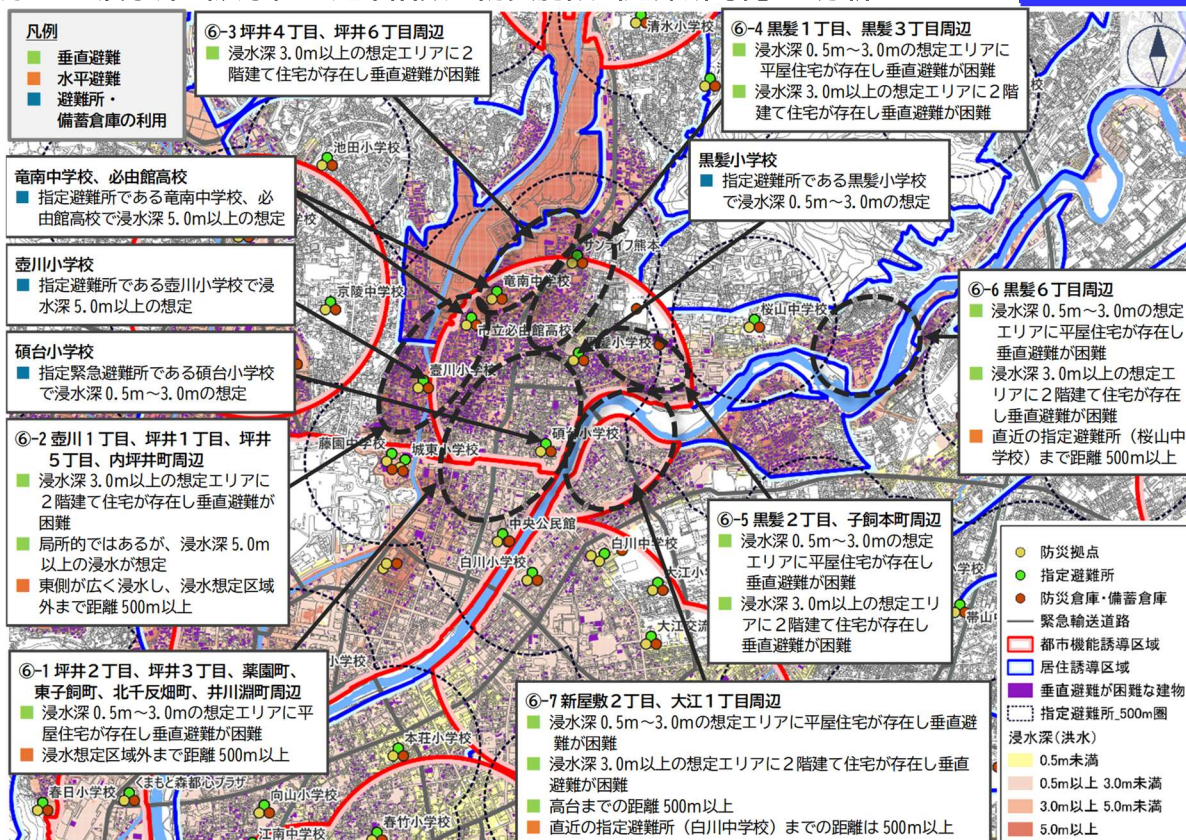 凡例
垂直避難
水平避難
避難所・
備蓄倉庫の利用
⑥-3 坪井４丁目、坪井６丁目周辺
浸水深 3.0m以上の想定エリアに２
階建て住宅が存在し垂直避難が困難
⑥-4 黒髪１丁目、黒髪３丁目周辺
浸水深 0.5m～3.0mの想定エリアに
平屋住宅が存在し垂直避難が困難
浸水深 3.0m以上の想定エリアに２階
建て住宅が存在し垂直避難が困難
N
清水小学校
池田小学校
竜南中学校、必由館高校
指定避難所である竜南中学校、必
由館高校で浸水深 5.0m以上の想定
黒髪小学校
指定避難所である黒髪小学校
で浸水深 0.5m～3.0mの想定
壺川小学校
指定避難所である壺川小学校で浸
水深 5.0m以上の想定
碩台小学校
指定緊急避難所である碩台小学校
で浸水深 0.5m～3.0mの想定
サンライフ熊本
竜南中学校
京陵中学校
市立必由館高校
桜山中学校
壺川小学校
藤園中学校
城東小学校
碩台小学校
中央公民館
白川小学校
白川中学校
⑥-6 黒髪６丁目周辺
浸水深 0.5m～3.0mの想定
エリアに平屋住宅が存在し
垂直避難が困難
浸水深 3.0m以上の想定エ
リアに２階建て住宅が存在
し垂直避難が困難
直近の指定避難所（桜山中
学校）まで距離 500m以上
⑥-2 壺川１丁目、坪井１丁目、坪井
５丁目、内坪井町周辺
浸水深 3.0m以上の想定エリアに
２階建て住宅が存在し垂直避難が
困難
局所的ではあるが、浸水深 5.0m
以上の浸水が想定
東側が広く浸水し、浸水想定区域
外まで距離 500m以上
⑥-5 黒髪２丁目、子飼本町周辺
浸水深 0.5m～3.0mの想定
エリアに平屋住宅が存在し
垂直避難が困難
浸水深 3.0m以上の想定エリ
アに２階建て住宅が存在し
垂直避難が困難
⑥-1 坪井２丁目、坪井３丁目、薬園町、
東子飼町、北千反畑町、井川淵町周辺
浸水深 0.5m～3.0mの想定エリアに平
屋住宅が存在し垂直避難が困難
浸水想定区域外まで距離 500m以上
⑥-7 新屋敷２丁目、大江１丁目周辺
浸水深 0.5m～3.0mの想定エリアに平屋住宅が存在し垂直避
難が困難
浸水深 3.0m以上の想定エリアに２階建て住宅が存在し垂直
避難が困難
高台までの距離 500m以上
直近の指定避難所（白川中学校）までの距離は 500m以上
本荘小学校
くまもと森都心プラザ
春日小学校
向山小学校
江南中学校
春竹小学校
防災拠点
指定避難所
防災倉庫・備蓄倉庫
緊急輸送道路
都市機能誘導区域
居住誘導区域
垂直避難が困難な建物
指定避難所_500m圏
浸水深（洪水）
0.5m未満
0.5m以上 3.0m未満
3.0m以上 5.0m未満
5.0m以上